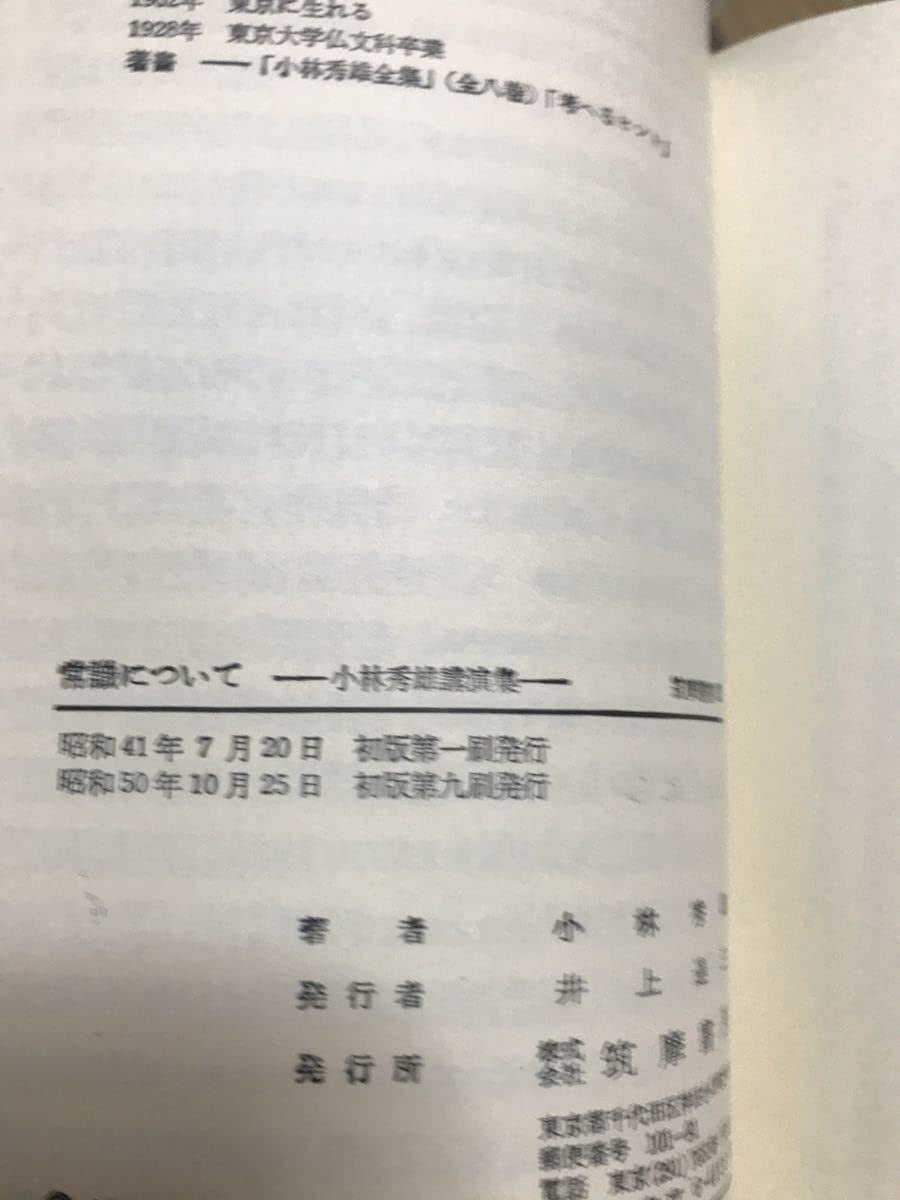 1902年 東京に生れる
1928年 東京大学仏文科卒業
著書 ──「小林秀雄全集」(全八巻)「考へるヒント」
常識について ──小林秀雄講演集──
昭和41年7月20日 初版第一刷発行
昭和50年10月25日 初版第九刷発行
著者 小林秀
発行者 井上達
発行所 株式会社 筑摩書
東京都千代田区神田
郵便番号 101-91
電話 東京(291)